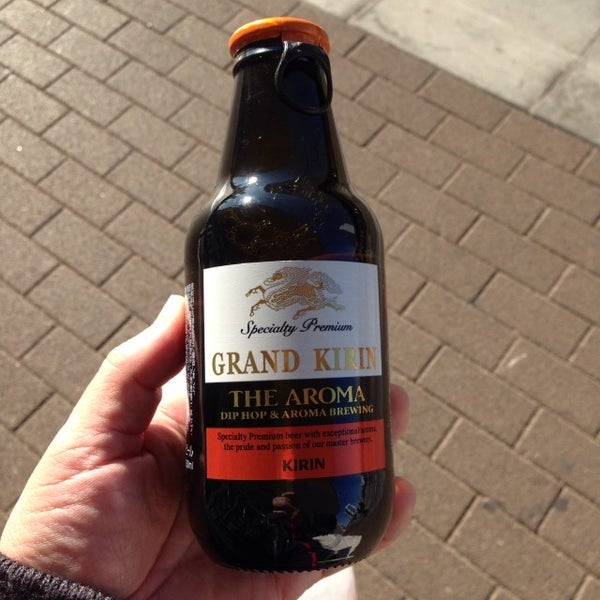 Specialty Premium
GRAND KIRIN
THE AROMA
DIP HOP & AROMA BREWING
Specialty Premium beer with exceptional aroma,
the pride and passion of our master brewers.
KIRIN